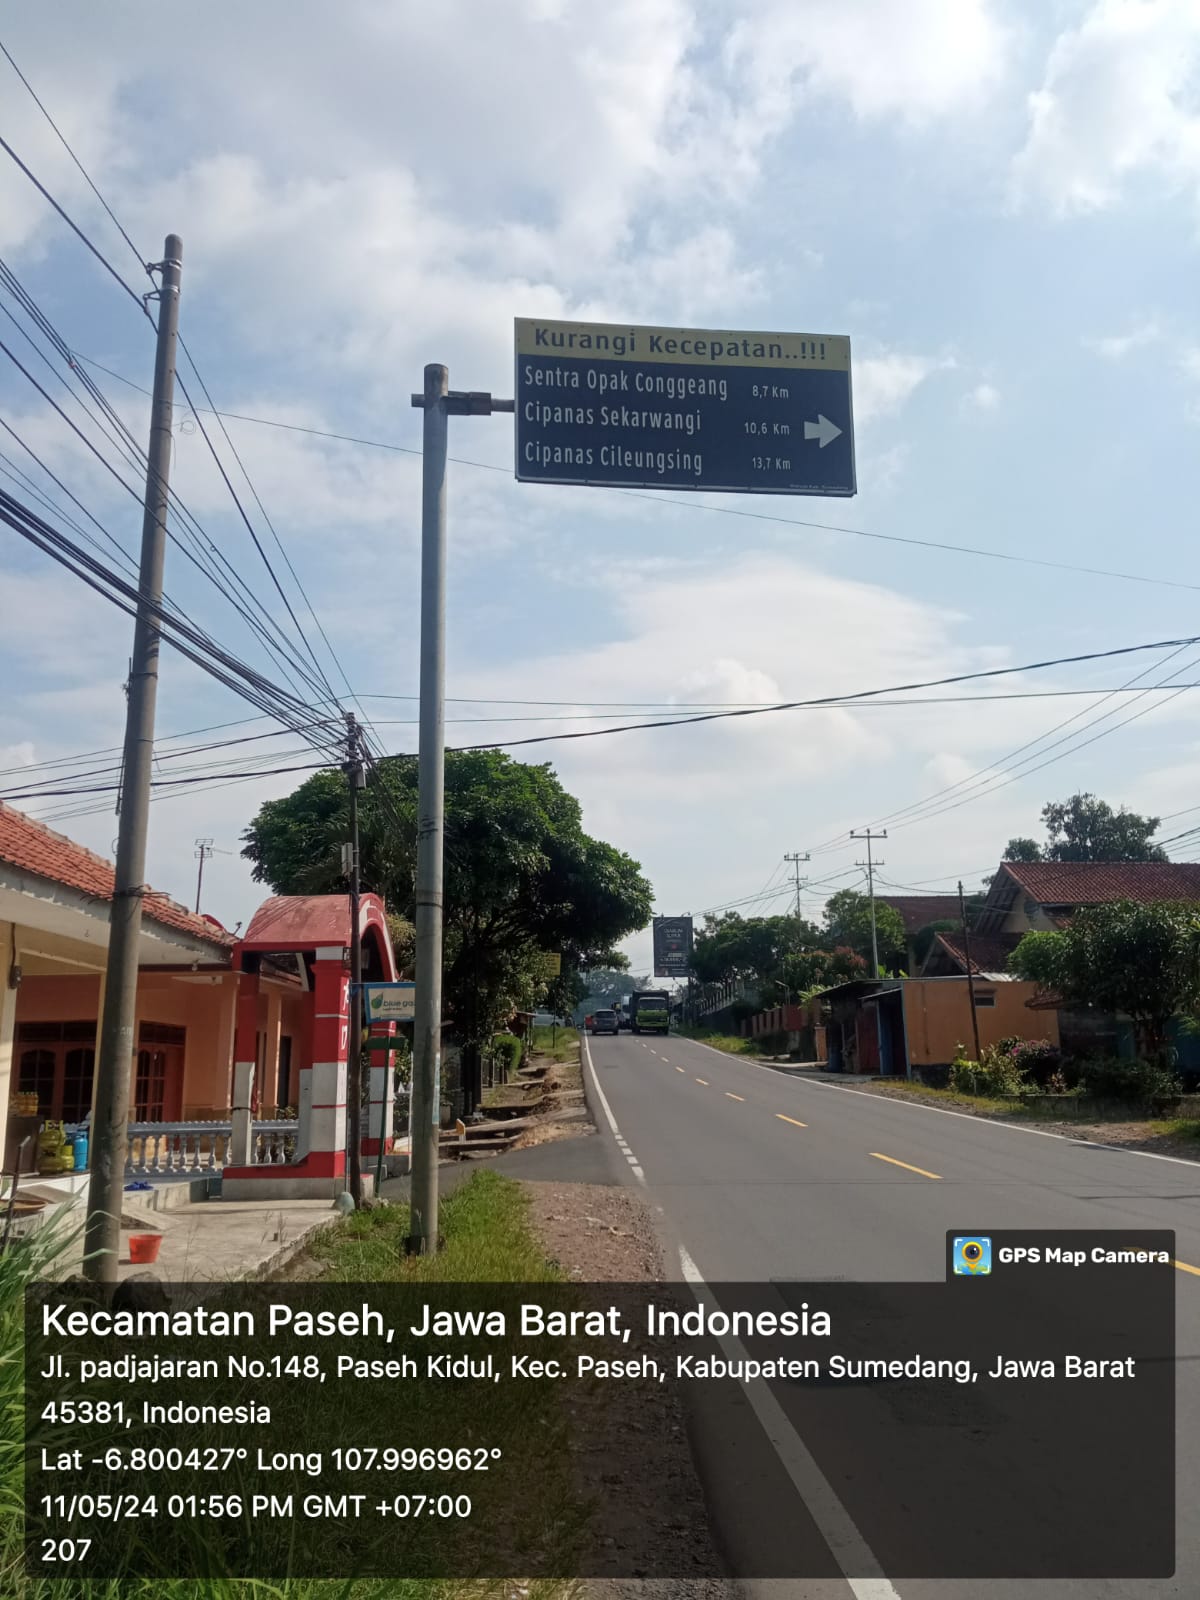 Kurangi Kecepatan..!!!
Sentra Opak Conggeang 8,7 Km
Cipanas Sekarwangi 10,6 Km
Cipanas Cileungsing 13,7 Km
blue gaz
GPS Map Camera
Kecamatan Paseh, Jawa Barat, Indonesia
Jl. padjajaran No.148, Paseh Kidul, Kec. Paseh, Kabupaten Sumedang, Jawa Barat
45381, Indonesia
Lat -6.800427° Long 107.996962°
11/05/24 01:56 PM GMT +07:00
207